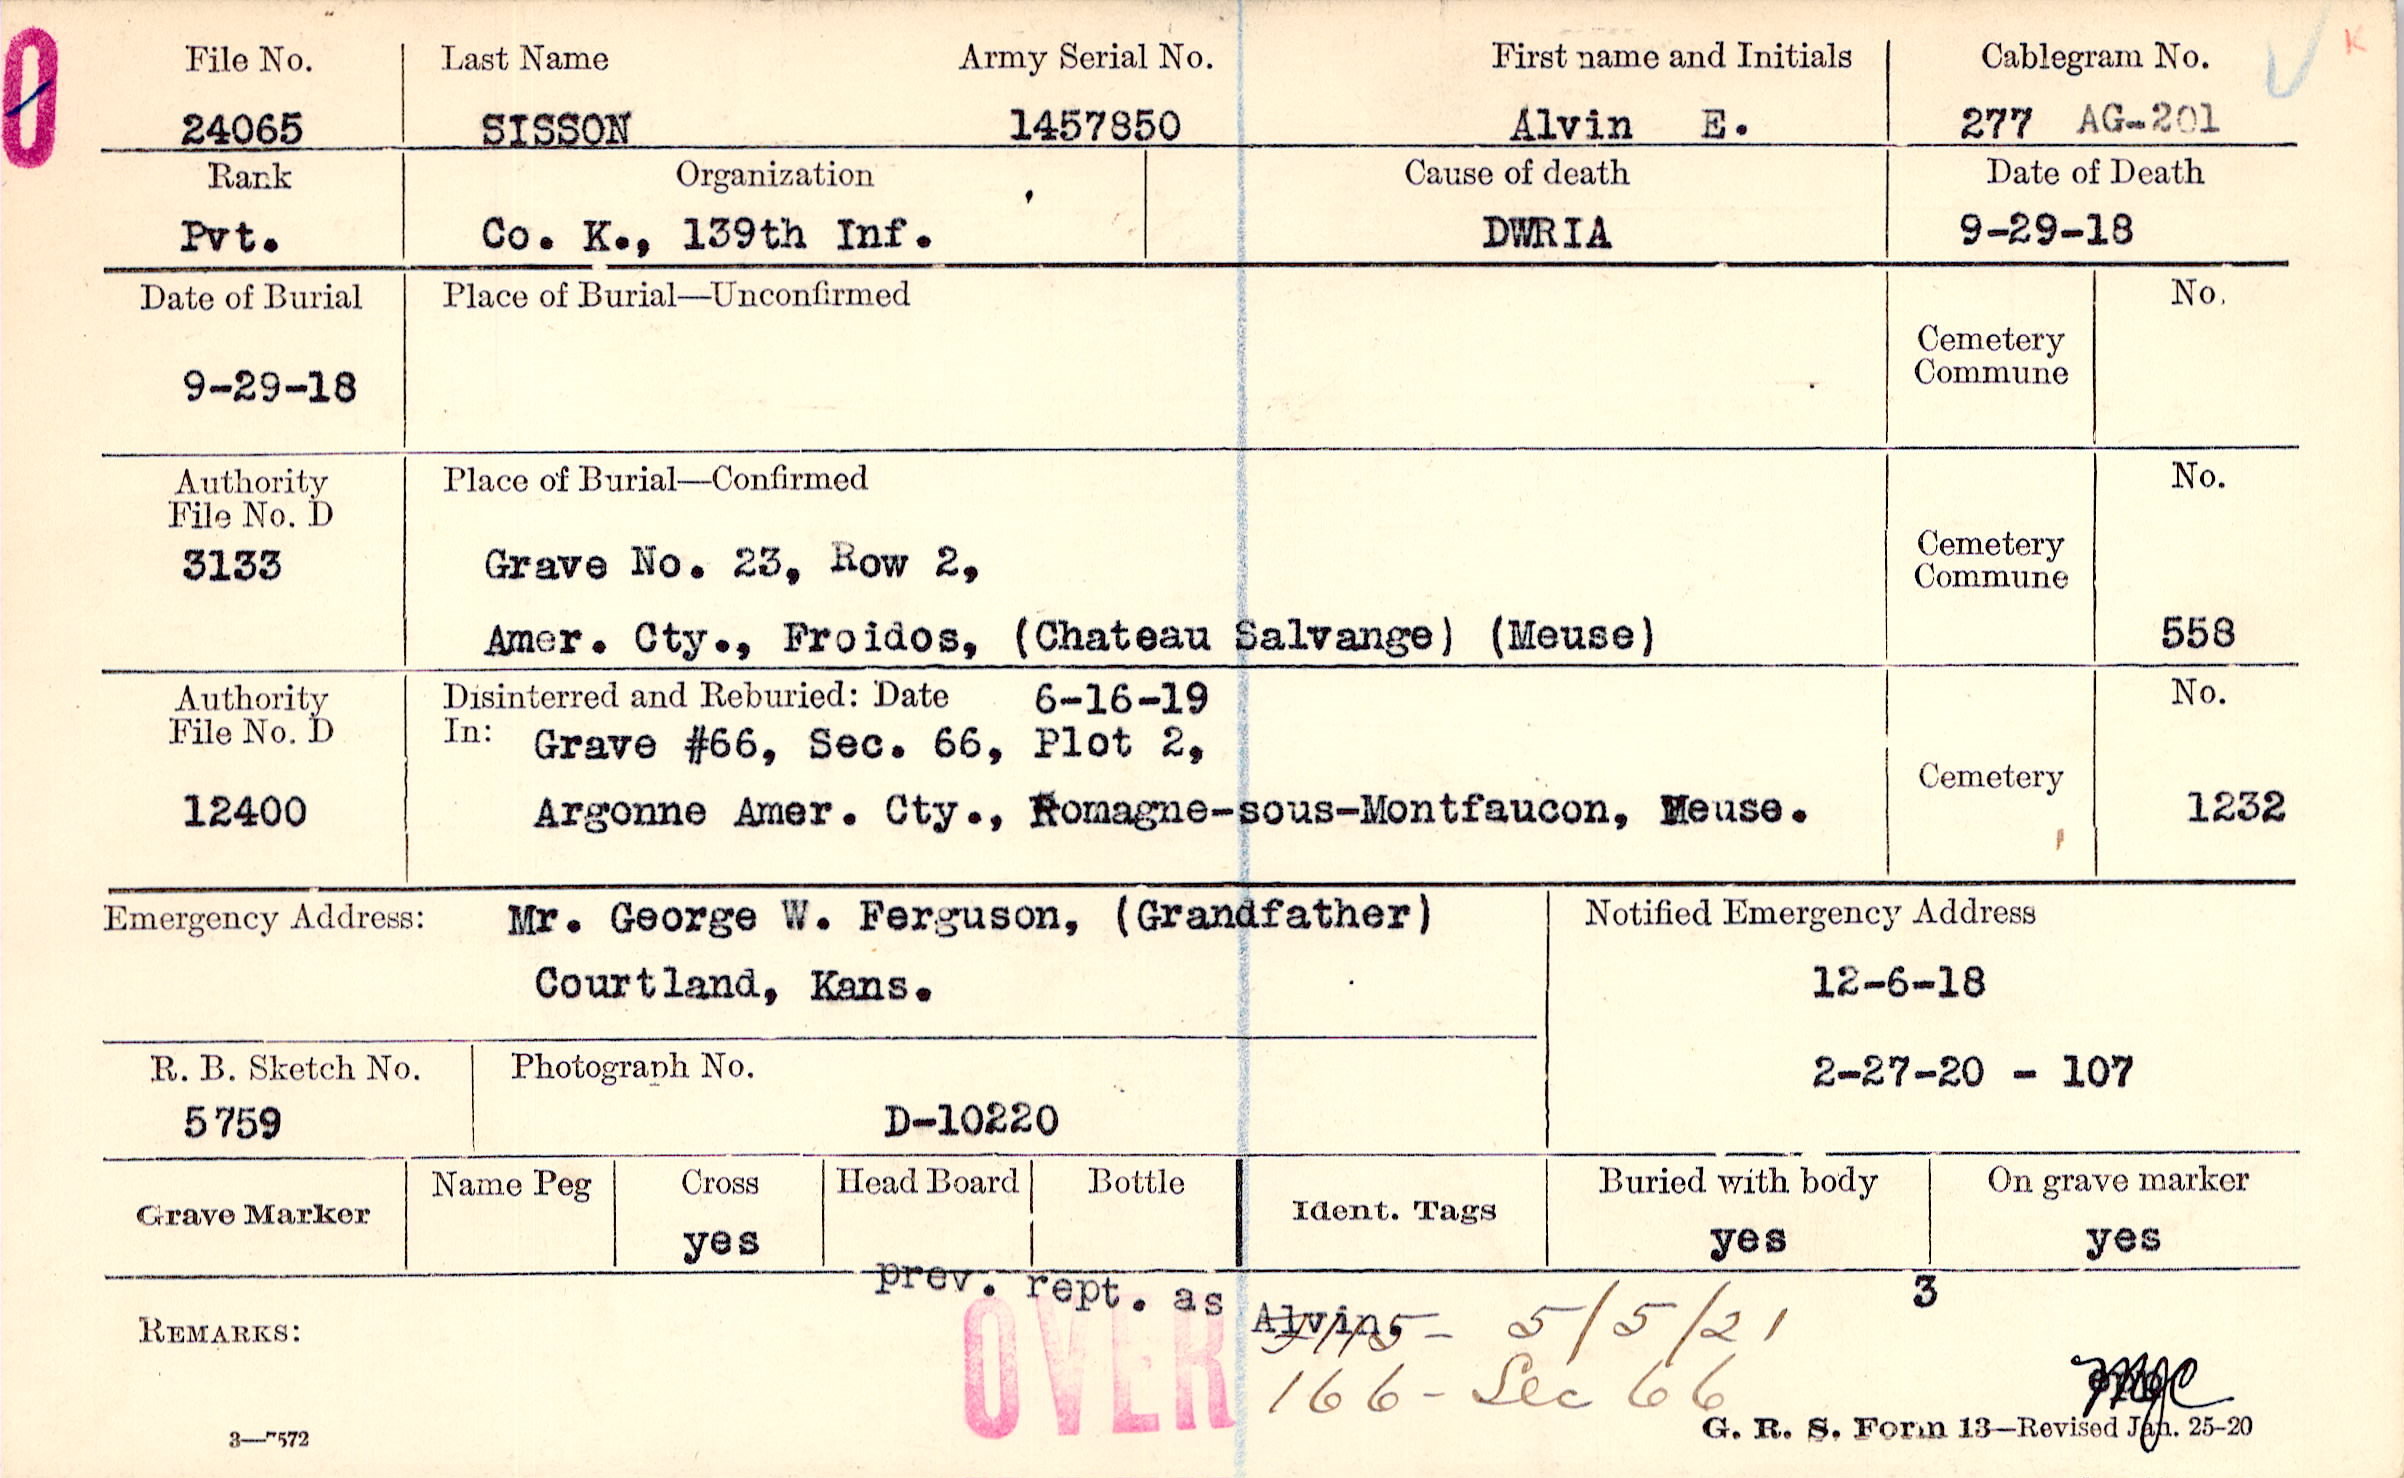 0
File No. Last Name Army Serial No. First name and Initials Cablegram No. K
24065 SISSON 1457850 Alvin E. 277 AG-201
Rank Organization Cause of death Date of Death
Pvt. Co. K., 139th Inf. DWRIA 9-29-18
Date of Burial Place of Burial—Unconfirmed No.
Cemetery
Commune
9-29-18
Authority Place of Burial—Confirmed No.
File No. D
3133 Grave No. 23, Row 2,
Cemetery
Commune
Amer. Cty., Froidos, (Chateau Salvange) (Meuse) 558
Authority Disinterred and Reburied: Date 6-16-19 No.
File No. D In: Grave #66, Sec. 66, Plot 2,
Cemetery
12400 Argonne Amer. Cty., Romagne-sous-Montfaucon, Meuse. 1232
Emergency Address: Mr. George W. Ferguson, (Grandfather) Notified Emergency Address
Courtland, Kans. 12-6-18
R. B. Sketch No. Photograph No. 2-27-20 - 107
5759 D-10220
Grave Marker Name Peg Cross Head Board Bottle Ident. Tags Buried with body On grave marker
yes yes yes
prev. rept. as Alvin, 3
REMARKS: OVER 5/5/21
166 - Sec 66
3—7572 G. R. S. Form 13—Revised Jan. 25-20